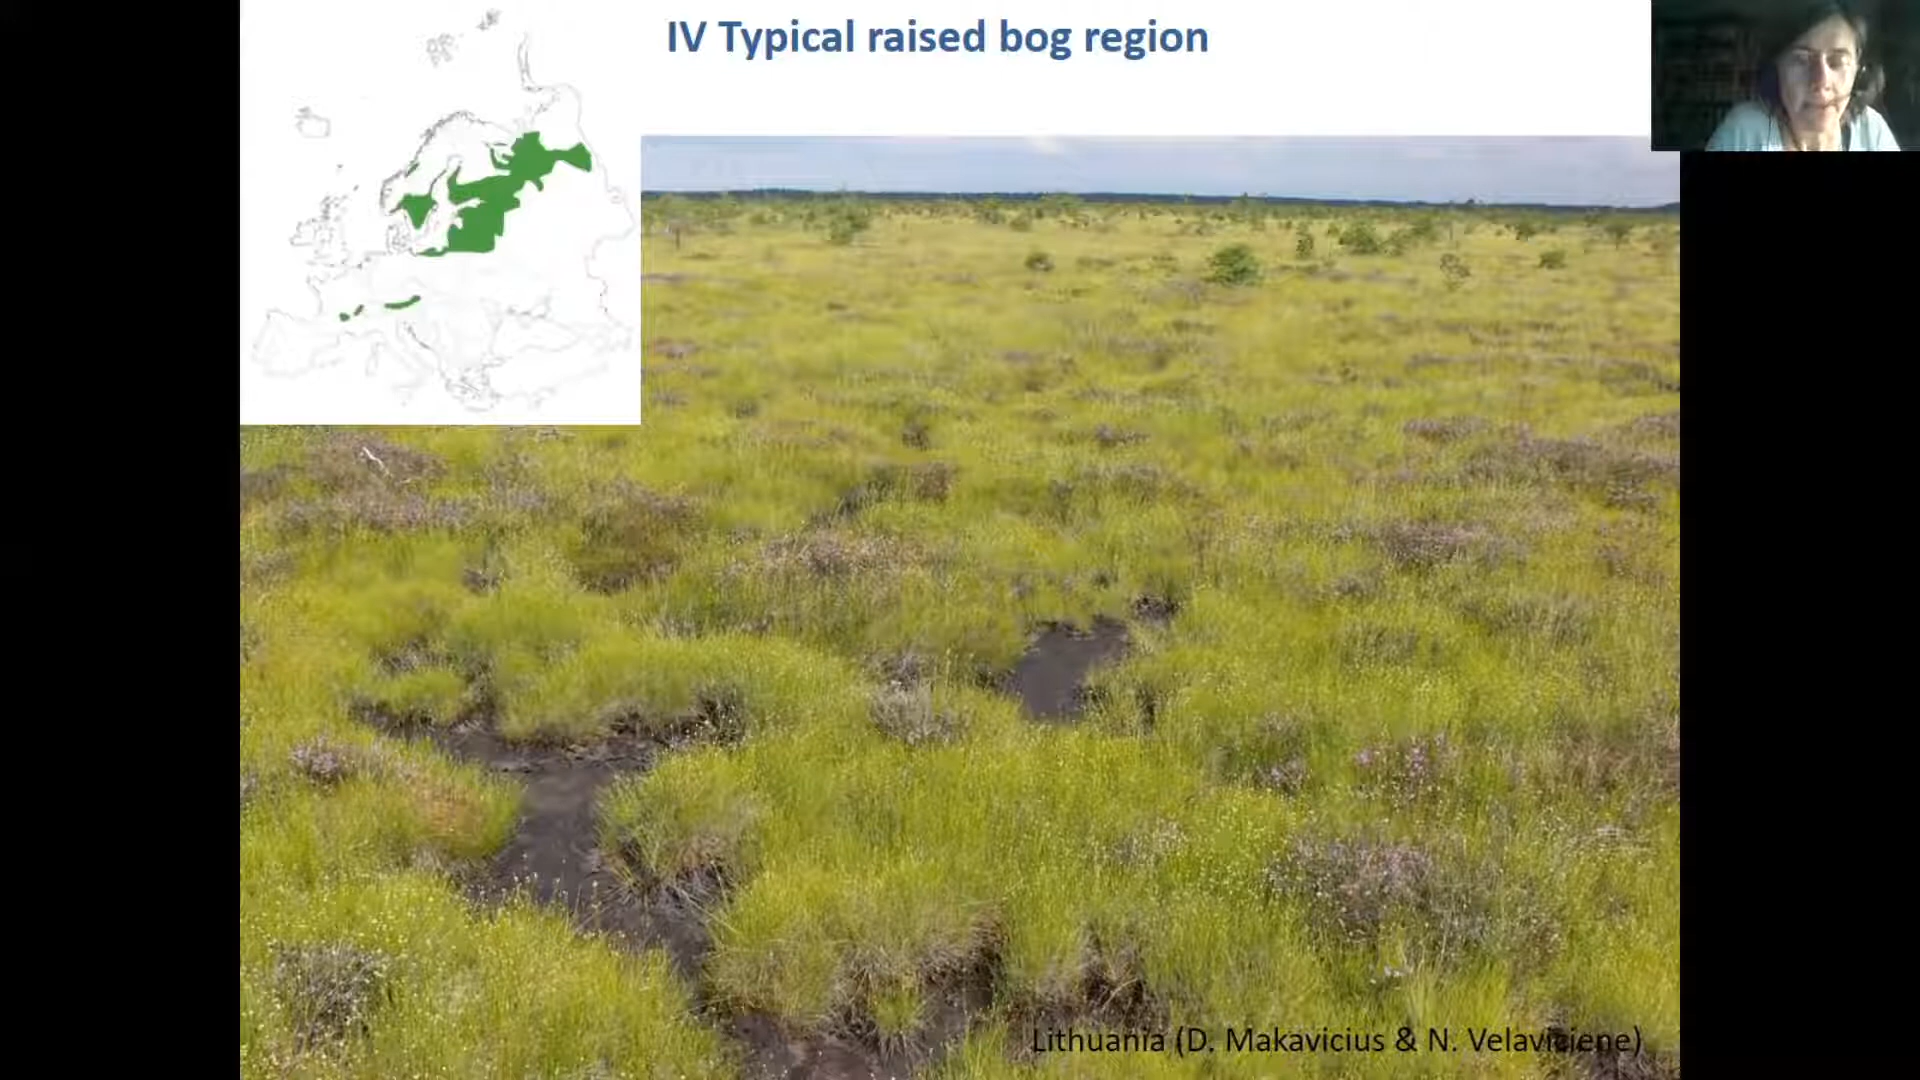 IV Typical raised bog region
Lithuania (D. Makavicius & N. Velaviciene)